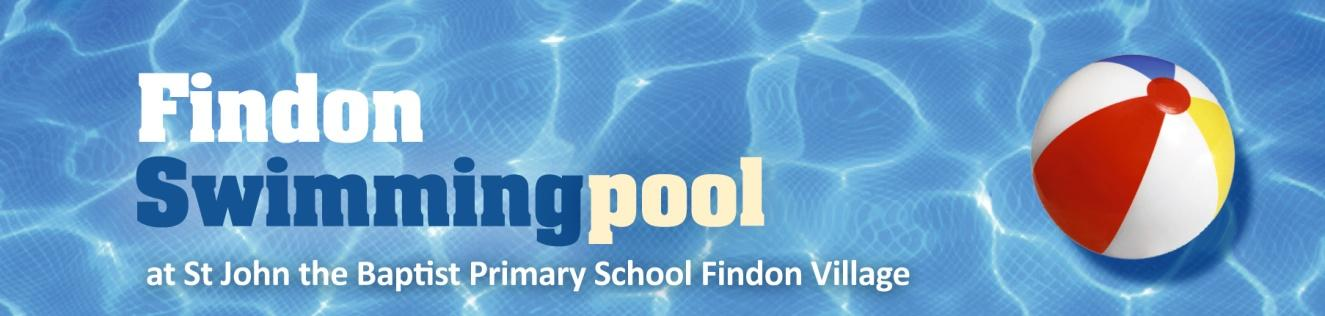 Findon
Swimmingpool
at St John the Baptist Primary School Findon Village